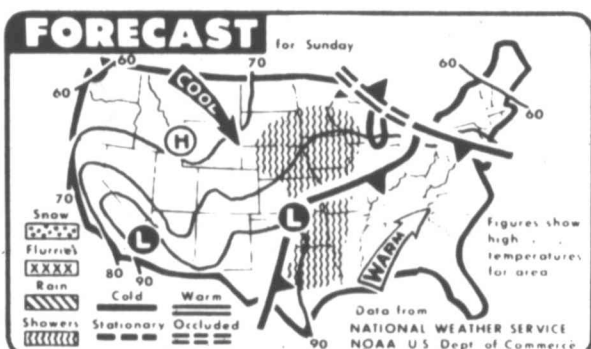 FORECAST for Sunday
60 60 70 60 60
COOL
H
70
L
L
80 90
90
WARM
Snow
Flurries
Rain
Showers
Cold Warm
Stationary Occluded
Figures show
high
temperatures
for area
Data from
NATIONAL WEATHER SERVICE
NOAA US Dept of Commerce